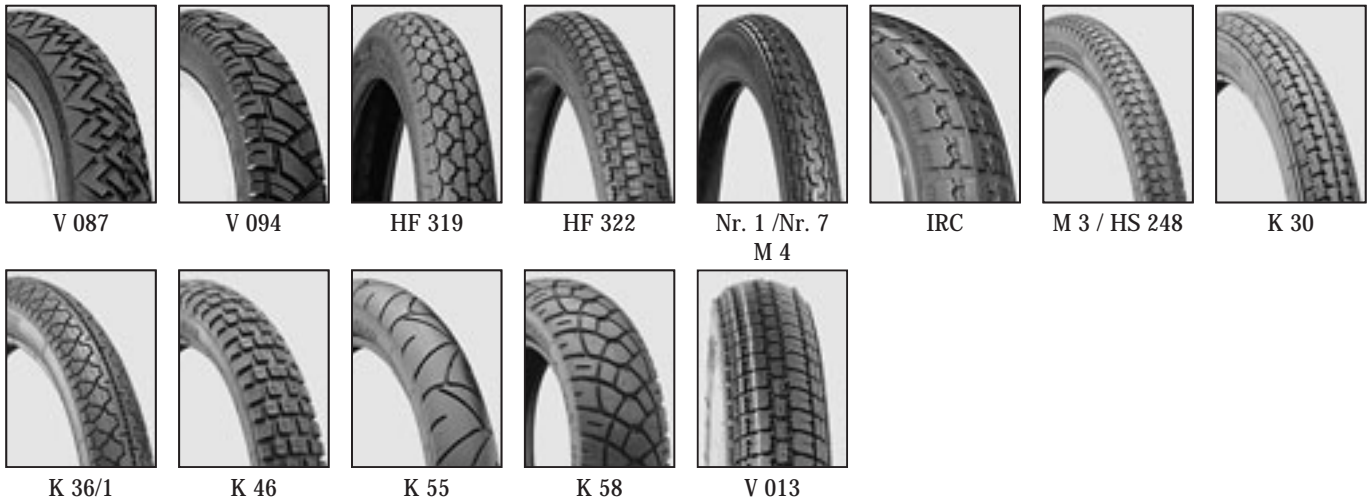 V 087
V 094
HF 319
HF 322
Nr. 1 /Nr. 7
M 4
IRC
M 3 / HS 248
K 30
K 36/1
K 46
K 55
K 58
V 013